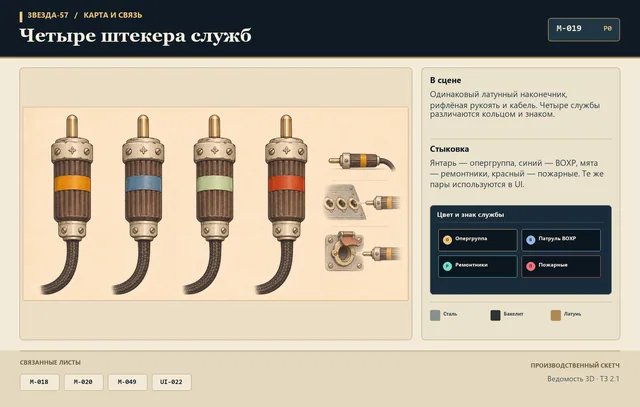 ЗВЕЗДА-57 / КАРТА И СВЯЗЬ
Четыре штекера служб
М-019 P0
В сцене
Одинаковый латунный наконечник,
рифлёная рукоять и кабель. Четыре службы
различаются кольцом и знаком.
Стыковка
Янтарь — опергруппа, синий — ВОХР, мята
— ремонтники, красный — пожарные. Те же
пары используются в UI.
Цвет и знак службы
О Опергруппа
В Патруль ВОХР
Р Ремонтники
П Пожарные
Сталь
Бакелит
Латунь
СВЯЗАННЫЕ ЛИСТЫ
М-018
М-020
М-049
UI-022
ПРОИЗВОДСТВЕННЫЙ СКЕТЧ
Ведомость 3D · ТЗ 2.1